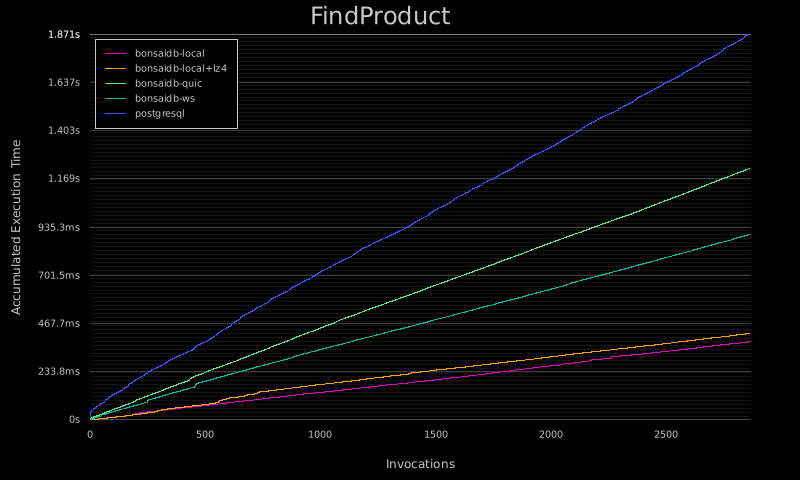 FindProduct
1.871s
1.637s
1.403s
1.169s
935.3ms
701.5ms
467.7ms
233.8ms
0s
Accumulated Execution Time
bonsaidb-local
bonsaidb-local+lz4
bonsaidb-quic
bonsaidb-ws
postgresql
0 500 1000 1500 2000 2500
Invocations